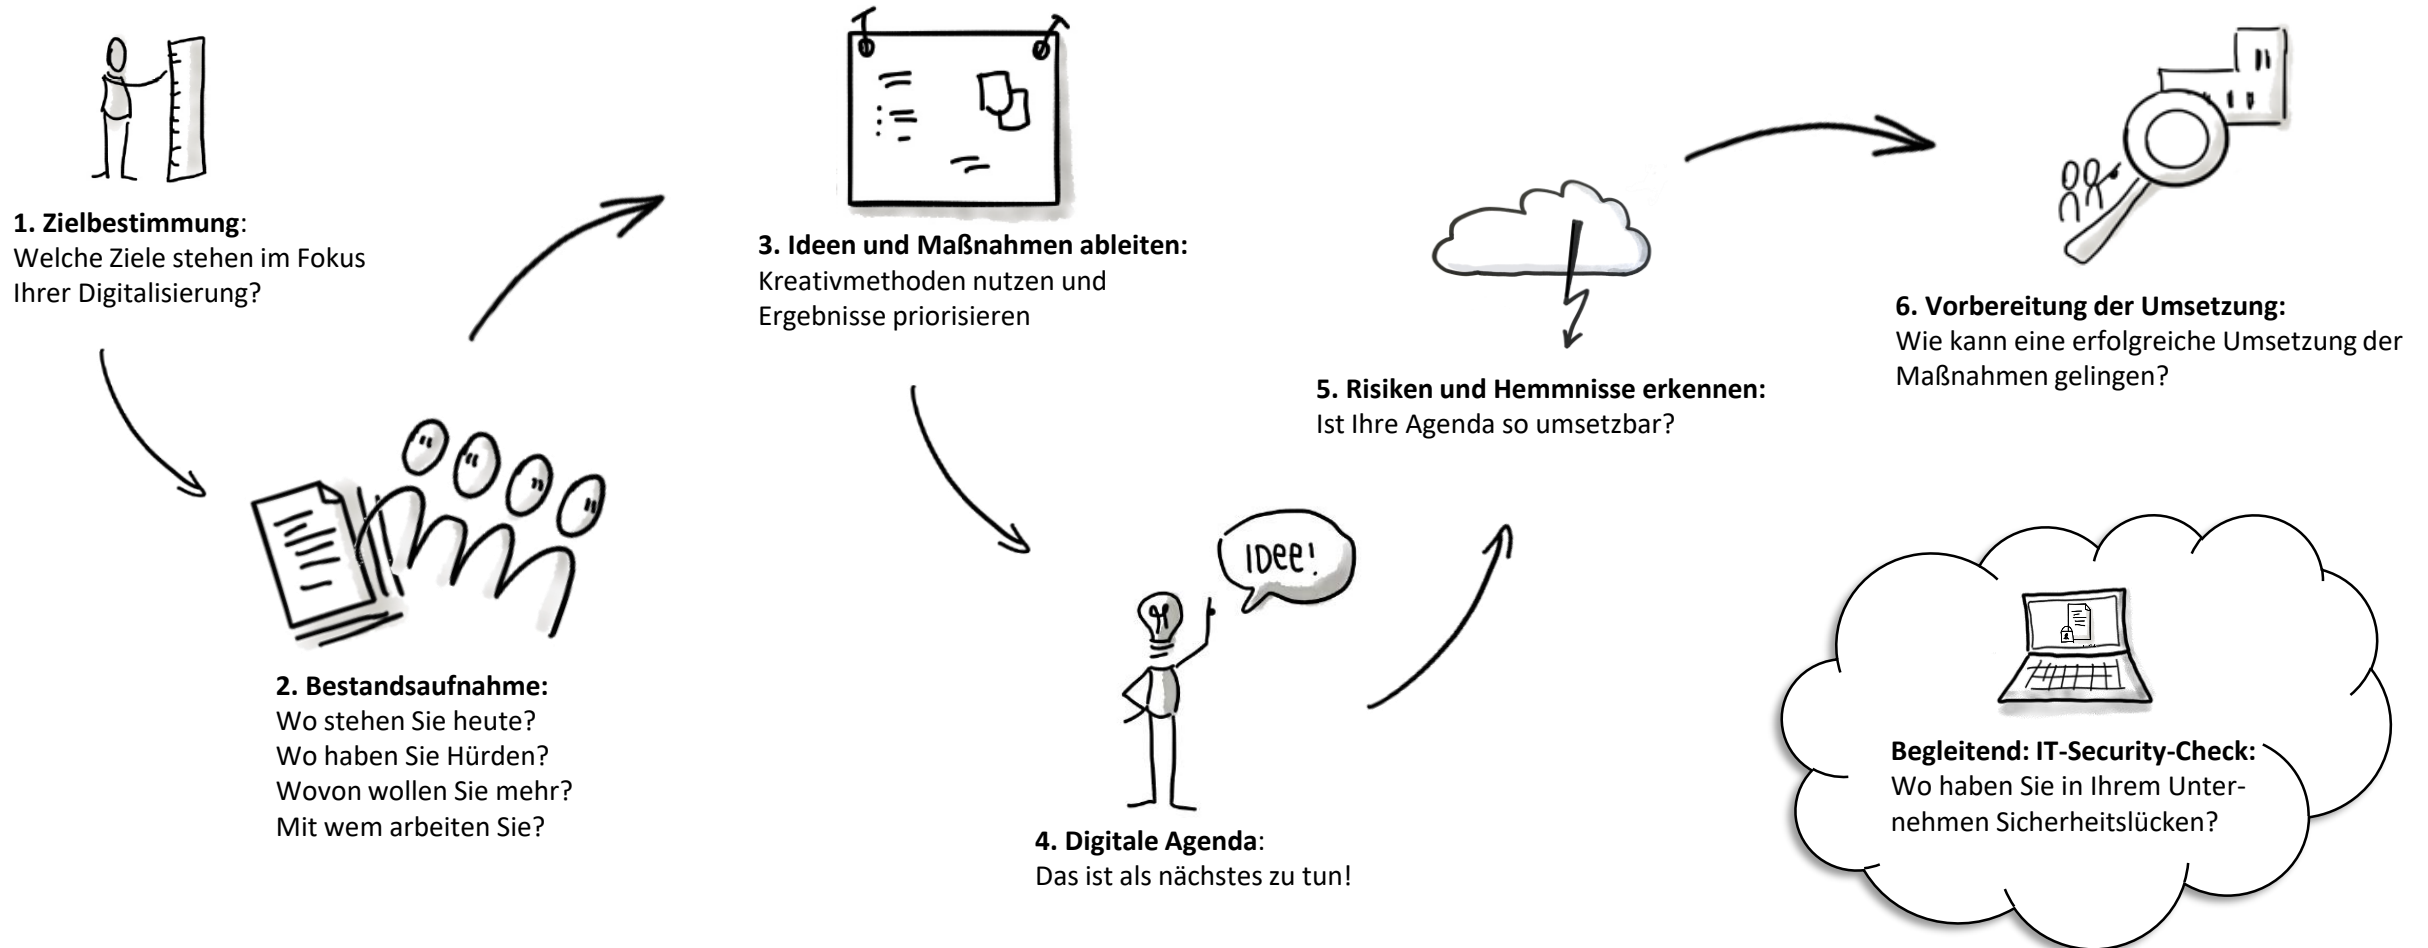 1. Zielbestimmung:
Welche Ziele stehen im Fokus
Ihrer Digitalisierung?
2. Bestandsaufnahme:
Wo stehen Sie heute?
Wo haben Sie Hürden?
Wovon wollen Sie mehr?
Mit wem arbeiten Sie?
3. Ideen und Maßnahmen ableiten:
Kreativmethoden nutzen und
Ergebnisse priorisieren
IDee!
4. Digitale Agenda:
Das ist als nächstes zu tun!
5. Risiken und Hemmnisse erkennen:
Ist Ihre Agenda so umsetzbar?
6. Vorbereitung der Umsetzung:
Wie kann eine erfolgreiche Umsetzung der
Maßnahmen gelingen?
Begleitend: IT-Security-Check:
Wo haben Sie in Ihrem Unter-
nehmen Sicherheitslücken?